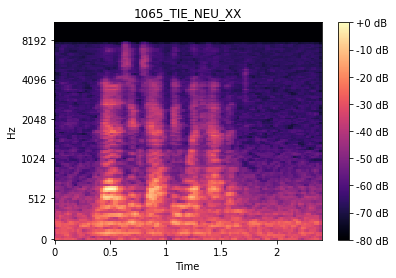 1065_TIE_NEU_XX
Hz
8192
4096
2048
1024
512
0
0
0.5
1
1.5
2
Time
+0 dB
-10 dB
-20 dB
-30 dB
-40 dB
-50 dB
-60 dB
-70 dB
-80 dB